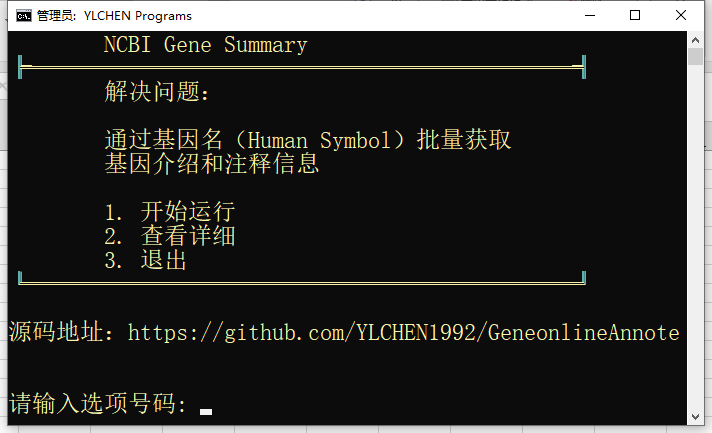 管理员: YLCHEN Programs
NCBI Gene Summary
解决问题：
通过基因名（Human Symbol）批量获取
基因介绍和注释信息
1. 开始运行
2. 查看详细
3. 退出
源码地址：https://github.com/YLCHEN1992/GeneonlineAnnote
请输入选项号码: